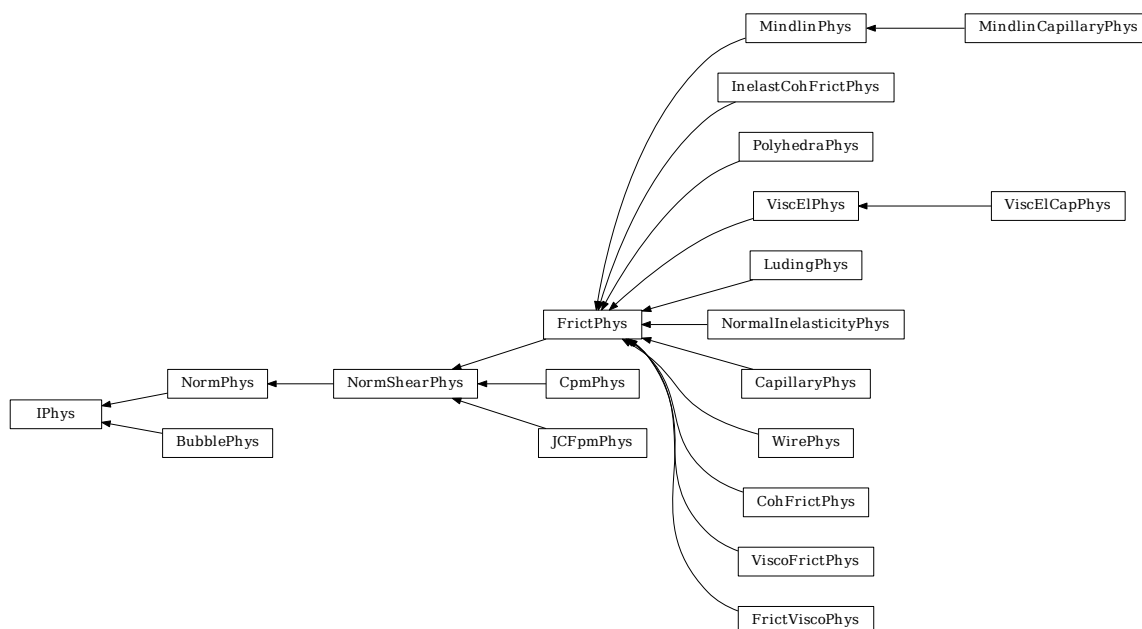 MindlinPhys
MindlinCapillaryPhys
InelastCohFrictPhys
PolyhedraPhys
ViscElPhys
ViscElCapPhys
LudingPhys
FrictPhys
NormalInelasticityPhys
NormPhys
NormShearPhys
CpmPhys
CapillaryPhys
IPhys
BubblePhys
JCFpmPhys
WirePhys
CohFrictPhys
ViscoFrictPhys
FrictViscoPhys